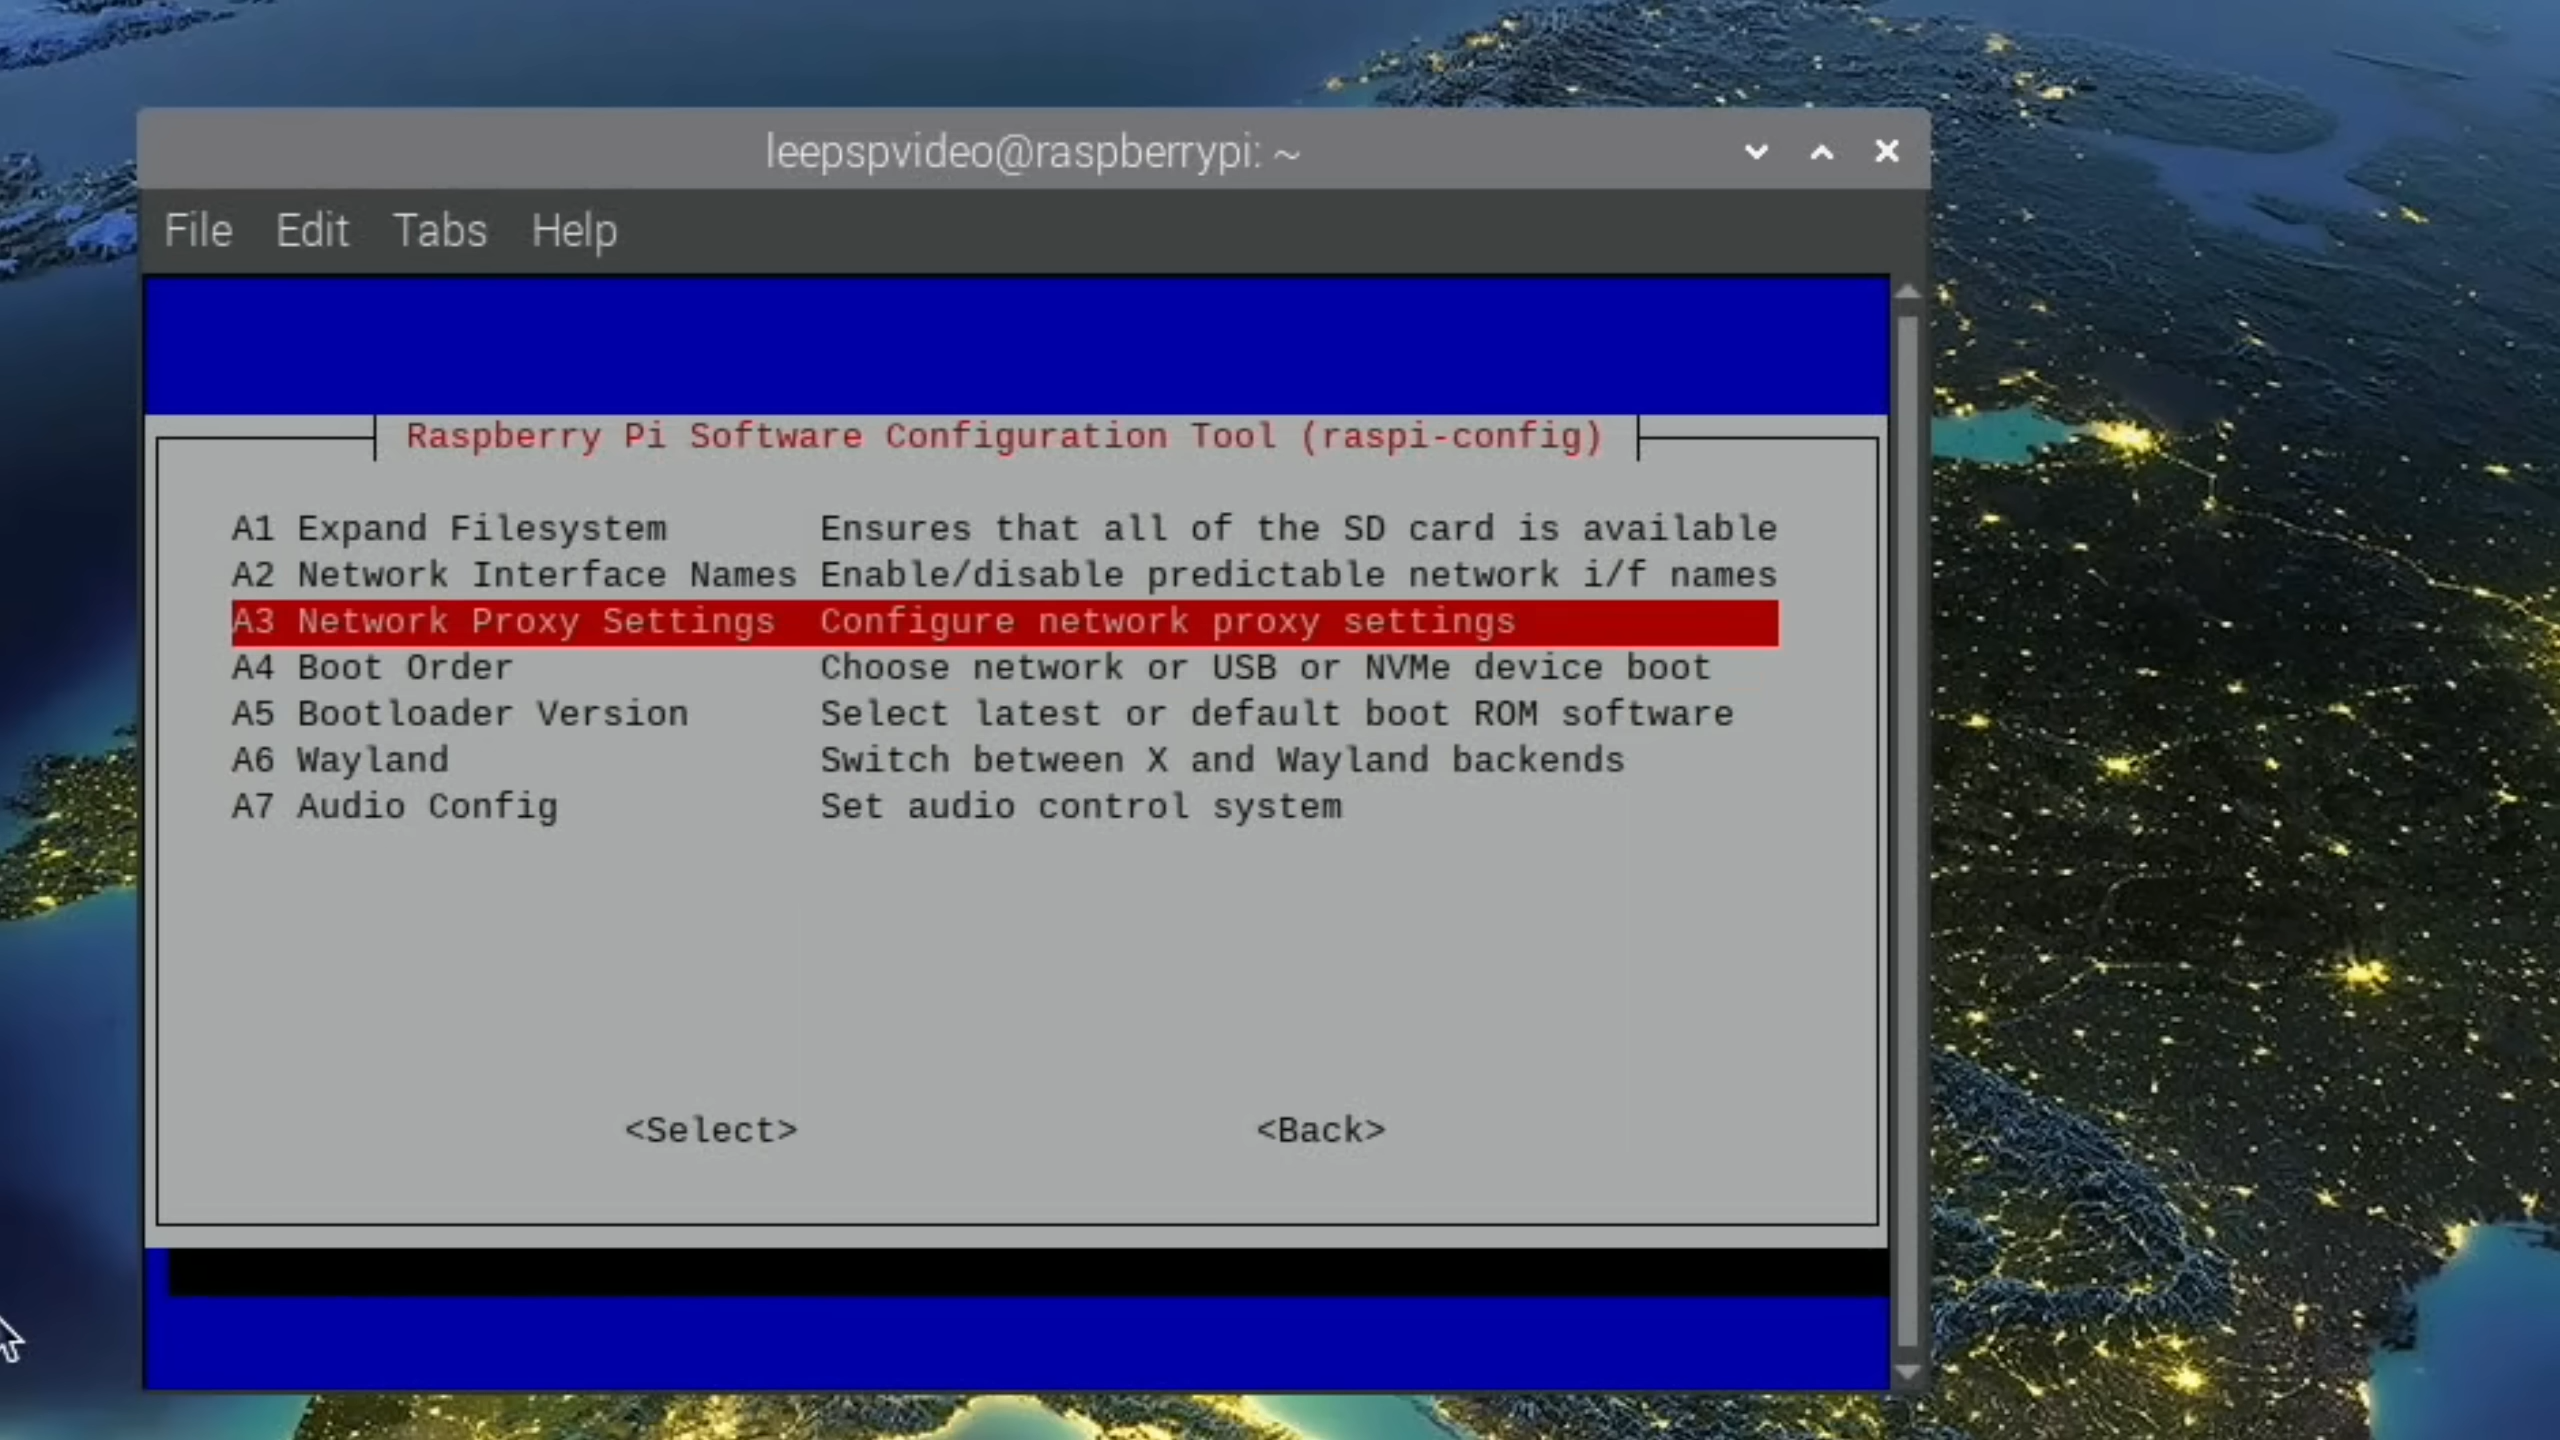 leepspvideo@raspberrypi: ~
File Edit Tabs Help
Raspberry Pi Software Configuration Tool (raspi-config)
A1 Expand Filesystem Ensures that all of the SD card is available
A2 Network Interface Names Enable/disable predictable network i/f names
A3 Network Proxy Settings Configure network proxy settings
A4 Boot Order Choose network or USB or NVMe device boot
A5 Bootloader Version Select latest or default boot ROM software
A6 Wayland Switch between X and Wayland backends
A7 Audio Config Set audio control system
<Select> <Back>